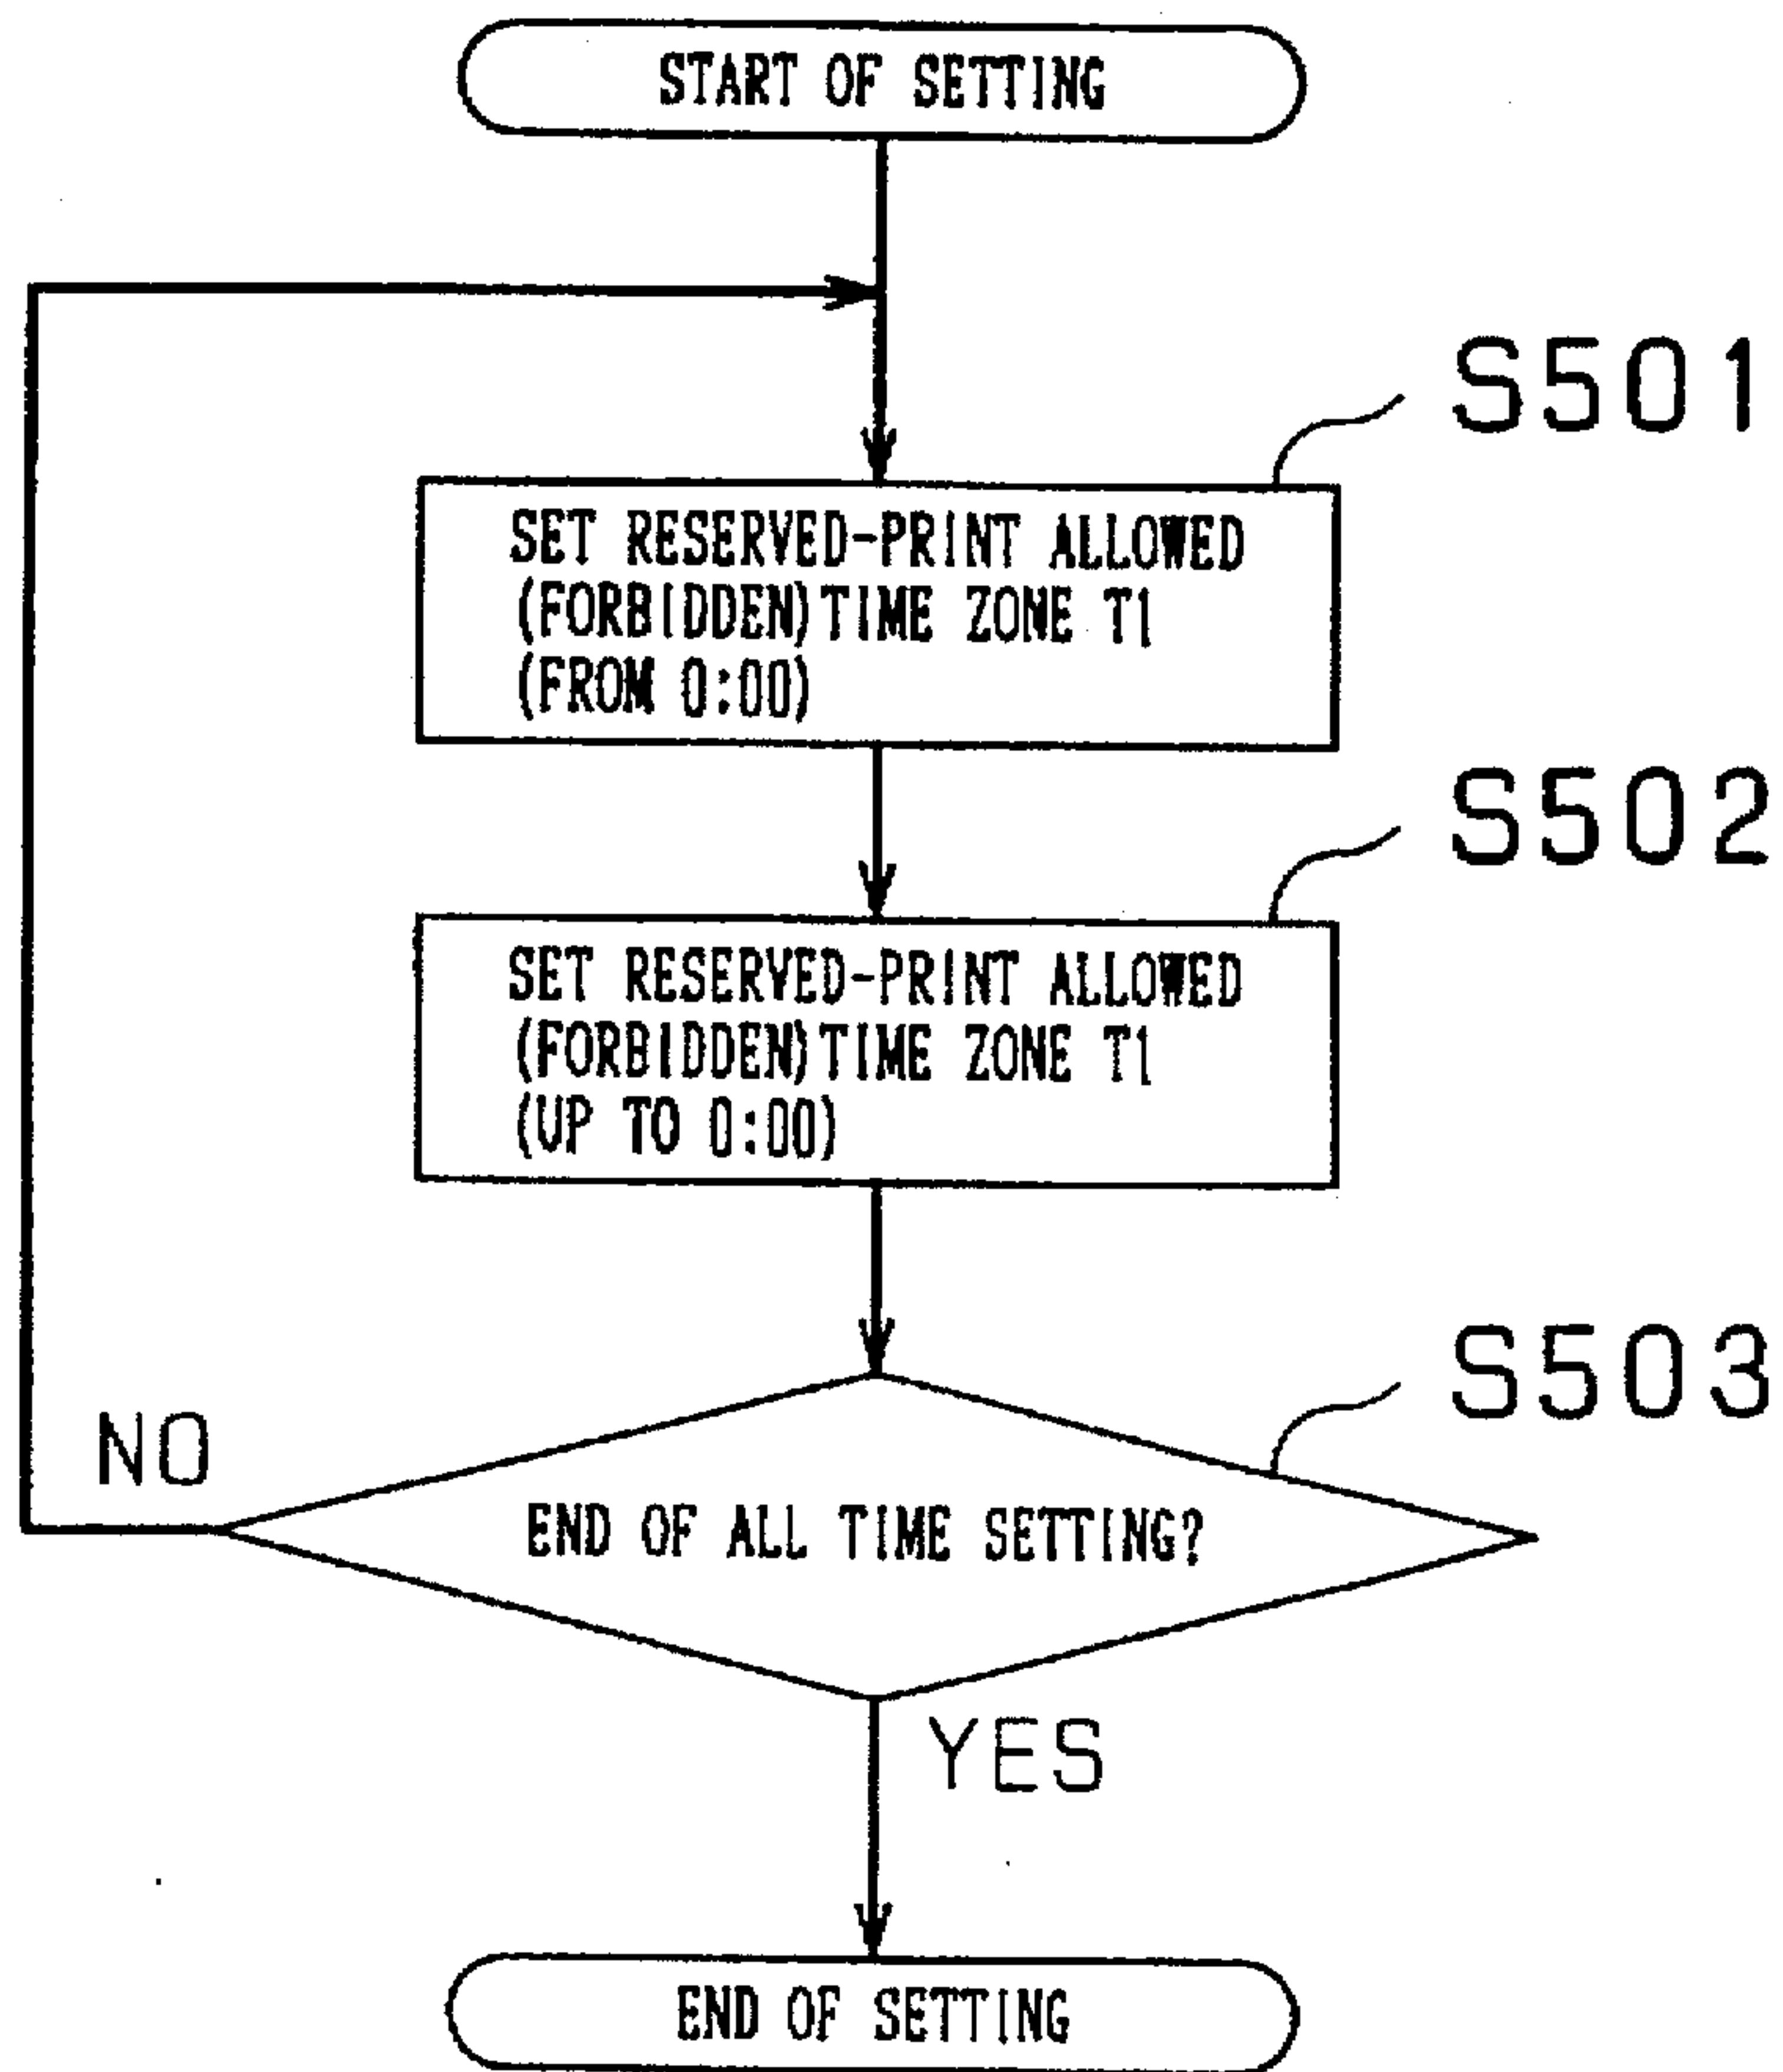 START OF SETTING
S501
SET RESERVED-PRINT ALLOWED
(FORBIDDEN)TIME ZONE T1
(FROM 0:00)
S502
SET RESERVED-PRINT ALLOWED
(FORBIDDEN)TIME ZONE T1
(UP TO 0:00)
S503
NO
END OF ALL TIME SETTING?
YES
END OF SETTING